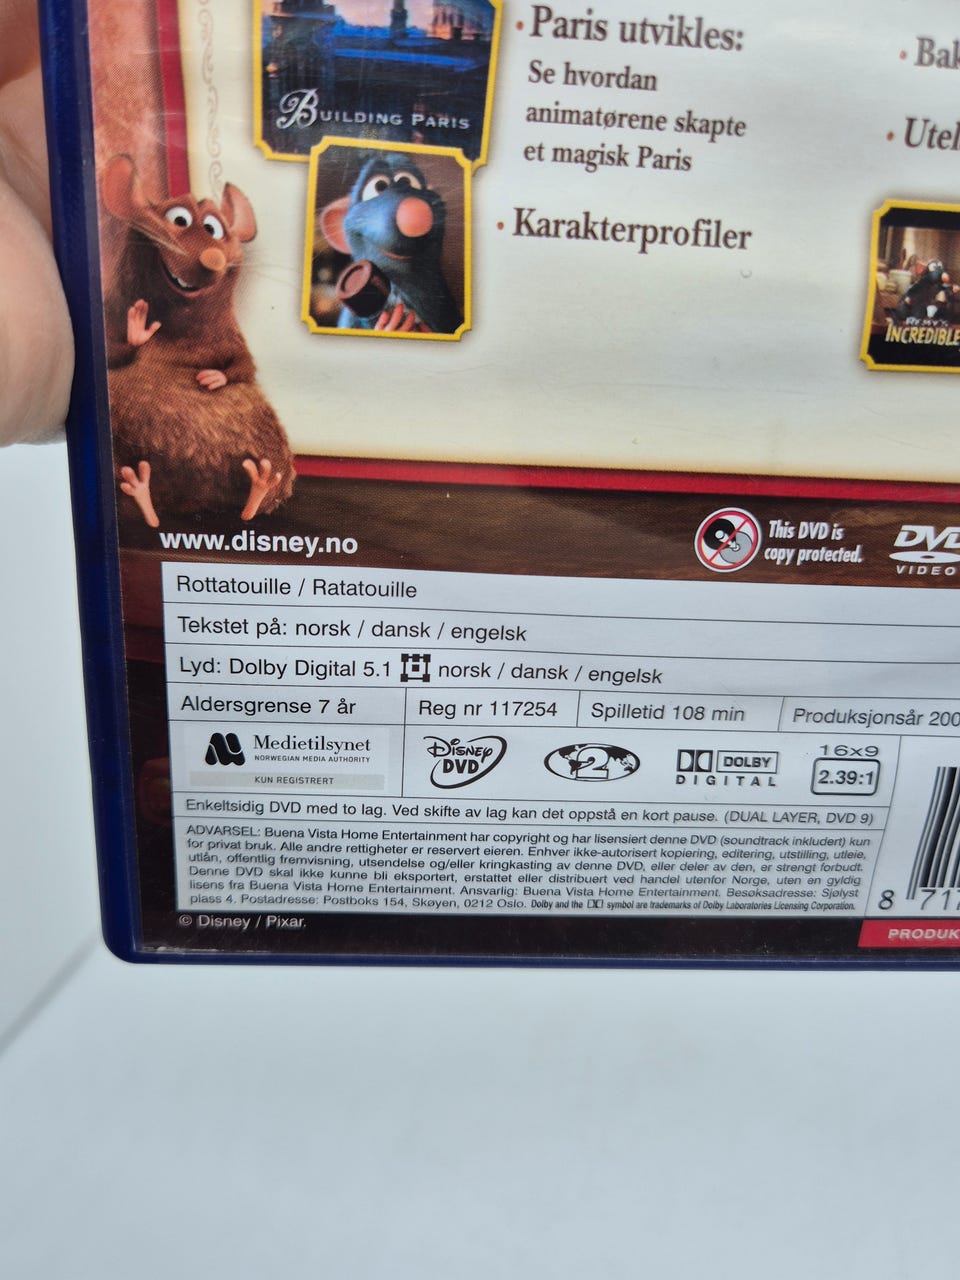 BUILDING PARIS
• Paris utvikles:
Se hvordan
animatørene skapte
et magisk Paris
• Karakterprofiler
• Bak
• Utel
REMY'S
INCREDIBLE
www.disney.no
This DVD is
copy protected.
DVD
VIDEO
Rottatouille / Ratatouille
Tekstet på: norsk / dansk / engelsk
Lyd: Dolby Digital 5.1 norsk / dansk / engelsk
Aldersgrense 7 år
Reg nr 117254
Spilletid 108 min
Produksjonsår 200
Medietilsynet
NORWEGIAN MEDIA AUTHORITY
KUN REGISTRERT
DISNEY
DVD
2
DOLBY
DIGITAL
16x9
2.39:1
Enkeltsidig DVD med to lag. Ved skifte av lag kan det oppstå en kort pause. (DUAL LAYER, DVD 9)
ADVARSEL: Buena Vista Home Entertainment har copyright og har lisensiert denne DVD (soundtrack inkludert) kun
for privat bruk. Alle andre rettigheter er reservert eieren. Enhver ikke-autorisert kopiering, editering, utstilling, utleie,
utlån, offentlig fremvisning, utsendelse og/eller kringkasting av denne DVD, eller deler av den, er strengt forbudt.
Denne DVD skal ikke kunne bli eksportert, erstattet eller distribuert ved handel utenfor Norge, uten en gyldig
lisens fra Buena Vista Home Entertainment. Ansvarlig: Buena Vista Home Entertainment. Besøksadresse: Sjølyst
plass 4. Postadresse: Postboks 154, Skøyen, 0212 Oslo. Dolby and the symbol are trademarks of Dolby Laboratories Licensing Corporation.
8 717
© Disney / Pixar.
PRODUK